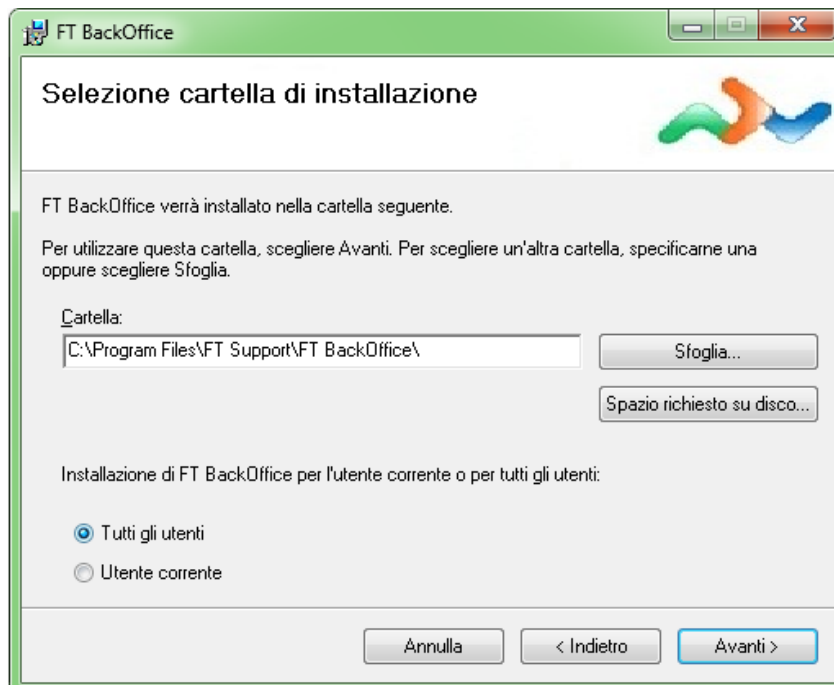 FT BackOffice
Selezione cartella di installazione
FT BackOffice verrà installato nella cartella seguente.
Per utilizzare questa cartella, scegliere Avanti. Per scegliere un'altra cartella, specificarne una
oppure scegliere Sfoglia.
Cartella:
C:\Program Files\FT Support\FT BackOffice\
Sfoglia...
Spazio richiesto su disco...
Installazione di FT BackOffice per l'utente corrente o per tutti gli utenti:
Tutti gli utenti
Utente corrente
Annulla
< Indietro
Avanti >